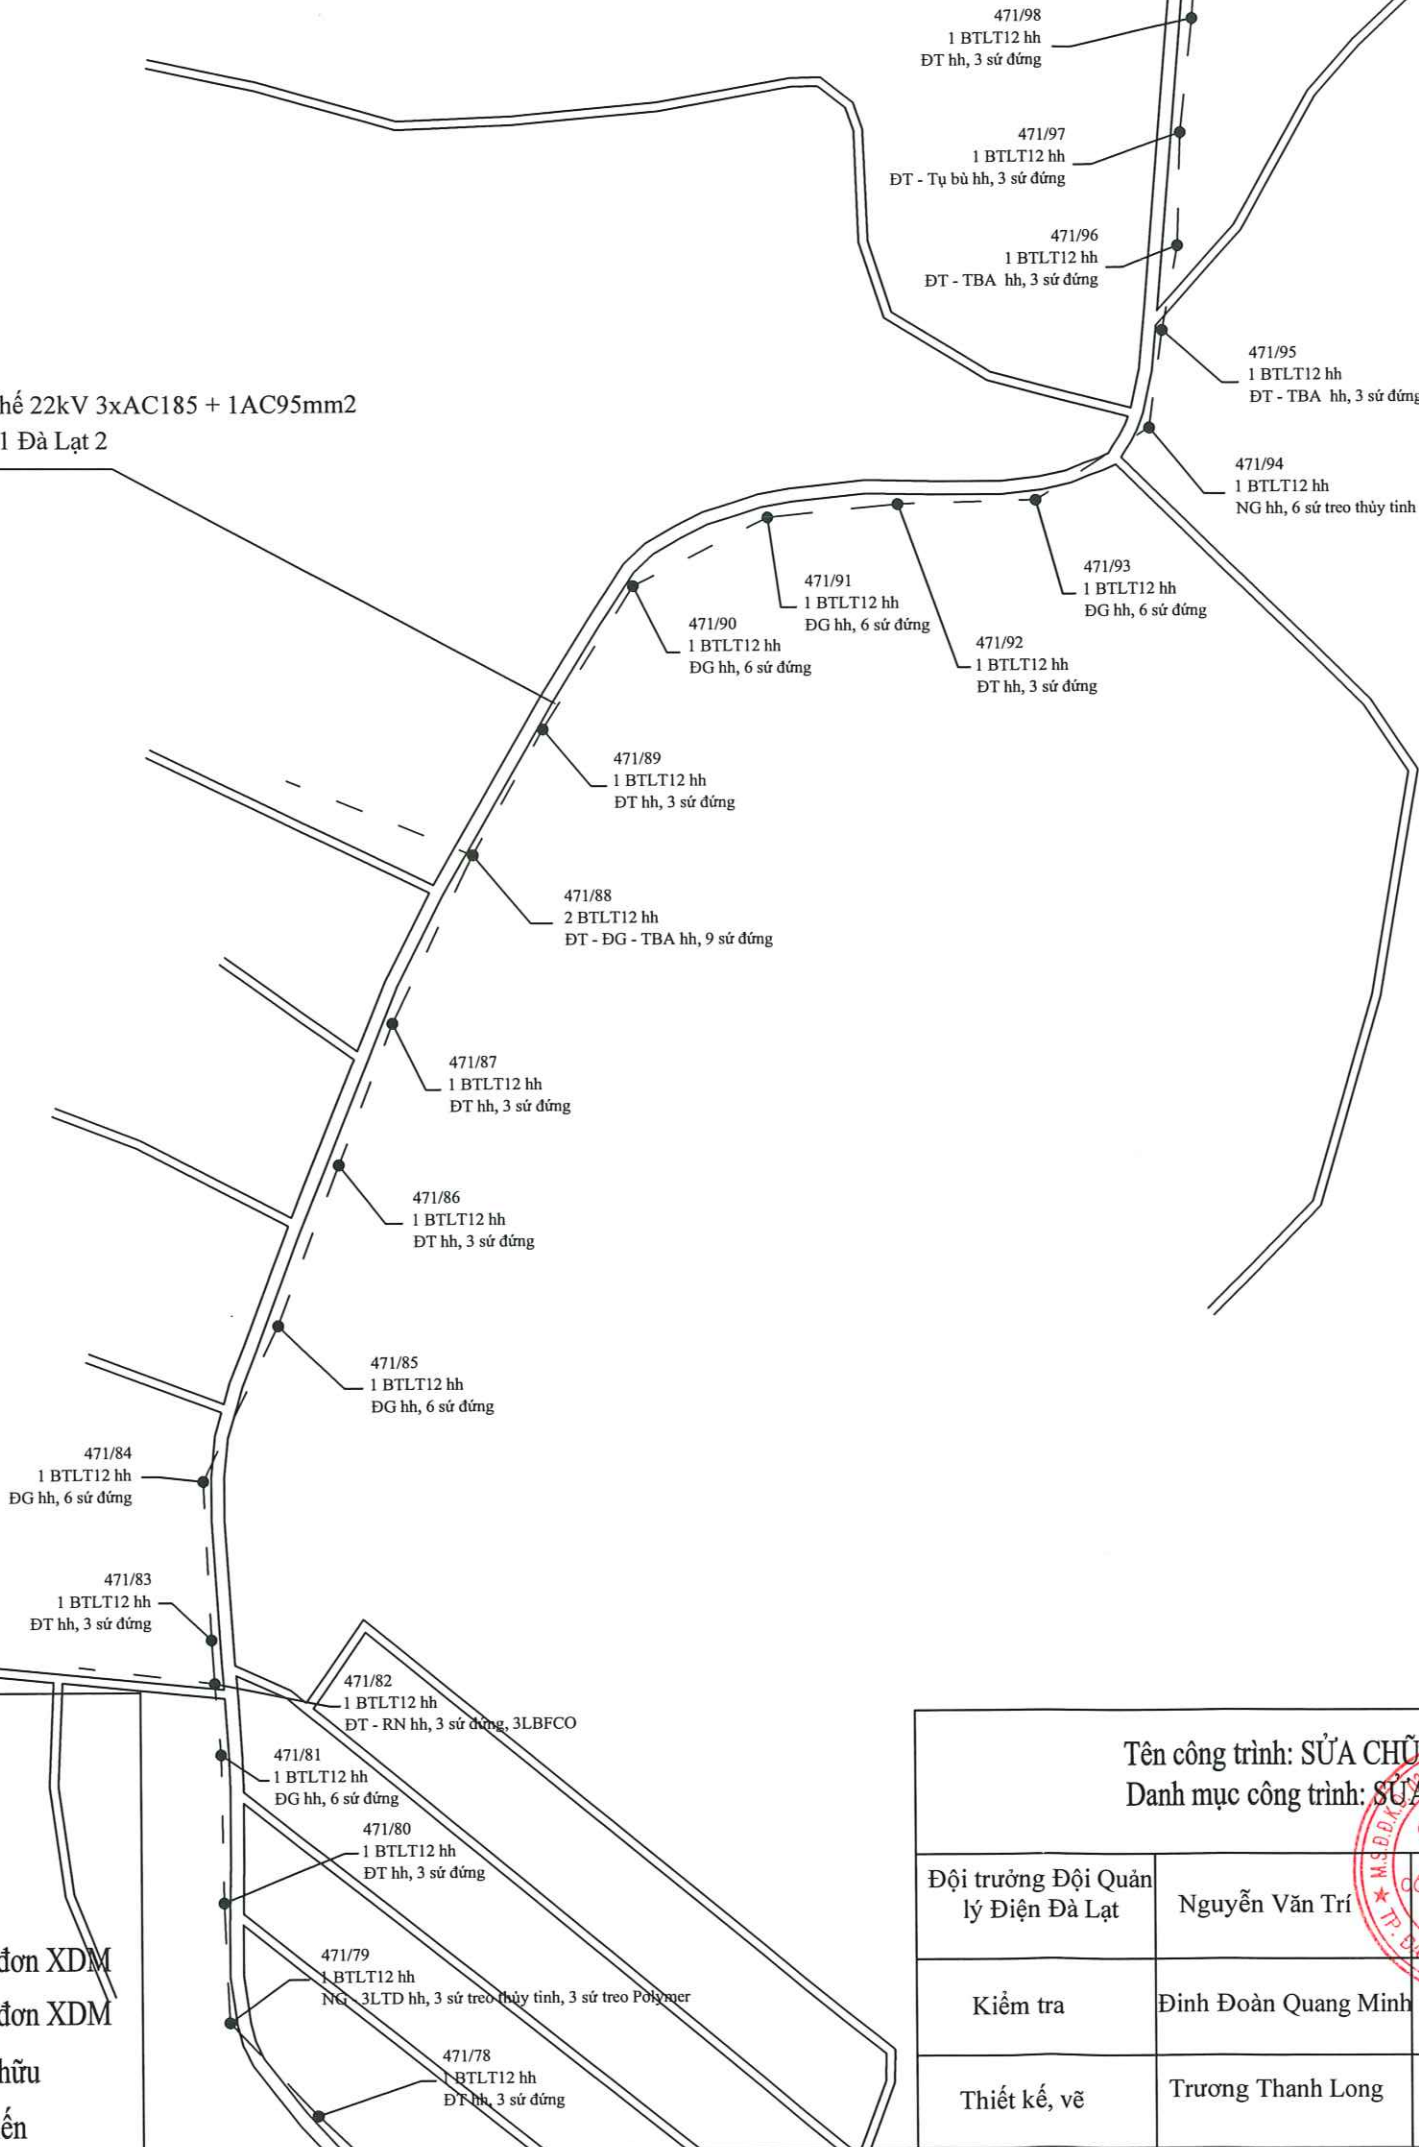 471/98
1 BTLT12 hh
ĐT hh, 3 sứ đứng
471/97
1 BTLT12 hh
ĐT - Tụ bù hh, 3 sứ đứng
471/96
1 BTLT12 hh
ĐT - TBA hh, 3 sứ đứng
471/95
1 BTLT12 hh
ĐT - TBA hh, 3 sứ đứng
22kV 3xAC185 + 1AC95mm2
1 Đà Lạt 2
471/94
1 BTLT12 hh
NG hh, 6 sứ treo thủy tinh
471/93
1 BTLT12 hh
ĐG hh, 6 sứ đứng
471/91
1 BTLT12 hh
ĐG hh, 6 sứ đứng
471/90
1 BTLT12 hh
ĐG hh, 6 sứ đứng
471/92
1 BTLT12 hh
ĐT hh, 3 sứ đứng
471/89
1 BTLT12 hh
ĐT hh, 3 sứ đứng
471/88
2 BTLT12 hh
ĐT - ĐG - TBA hh, 9 sứ đứng
471/87
1 BTLT12 hh
ĐT hh, 3 sứ đứng
471/86
1 BTLT12 hh
ĐT hh, 3 sứ đứng
471/85
1 BTLT12 hh
ĐG hh, 6 sứ đứng
471/84
1 BTLT12 hh
ĐG hh, 6 sứ đứng
471/83
1 BTLT12 hh
ĐT hh, 3 sứ đứng
471/82
1 BTLT12 hh
ĐT - RN hh, 3 sứ đứng, 3LBFCO
471/81
1 BTLT12 hh
ĐG hh, 6 sứ đứng
471/80
1 BTLT12 hh
ĐT hh, 3 sứ đứng
471/79
1 BTLT12 hh
NG - 3LTD hh, 3 sứ treo thủy tinh, 3 sứ treo Polymer
471/78
1 BTLT12 hh
ĐT hh, 3 sứ đứng
đơn XDM
đơn XDM
hữu
ến
Tên công trình: SỬA CHỮ
Danh mục công trình: SỬA
Đội trưởng Đội Quản
lý Điện Đà Lạt
Nguyễn Văn Trí
Kiểm tra
Đinh Đoàn Quang Minh
Thiết kế, vẽ
Trương Thanh Long
M.S.D.Đ.K.D
TP.